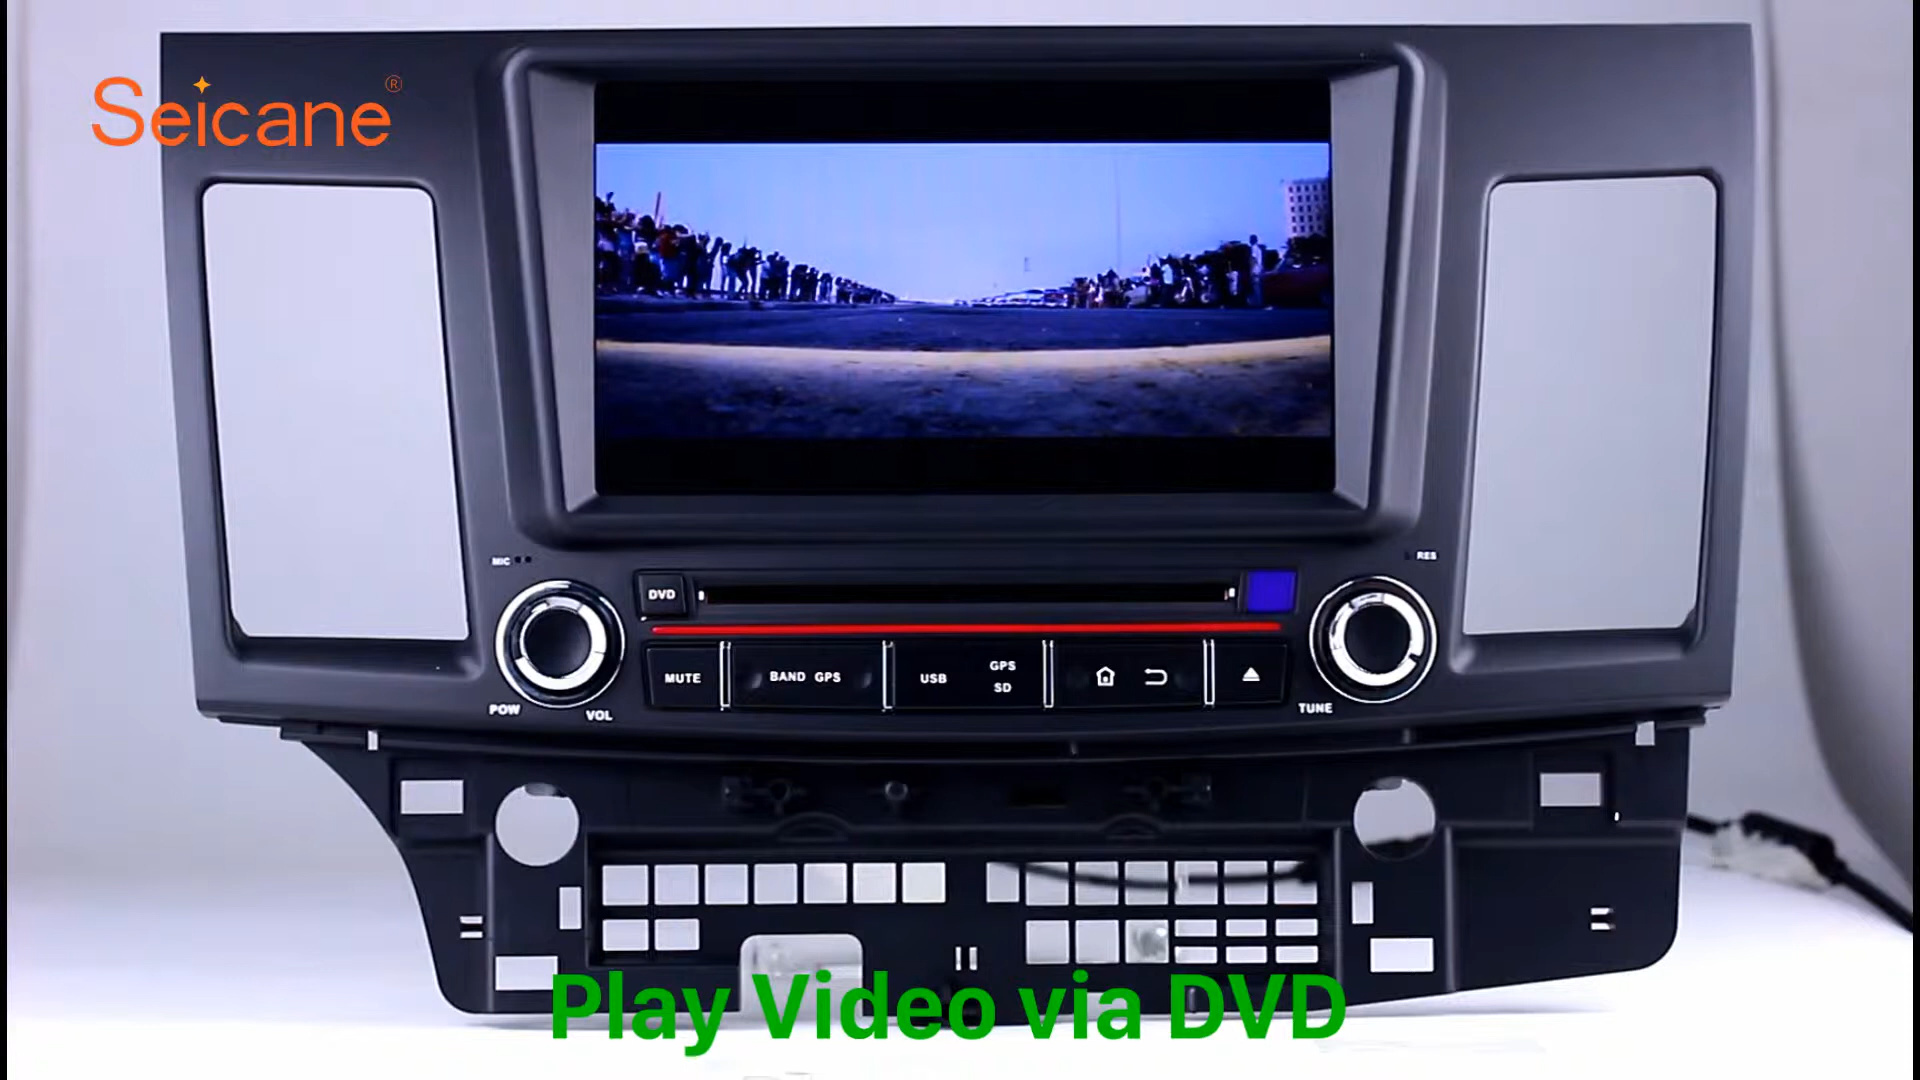 Seicane®
MIC
RES
DVD
MUTE
BAND GPS
USB
GPS
SD
POW
VOL
TUNE
Play Video via DVD